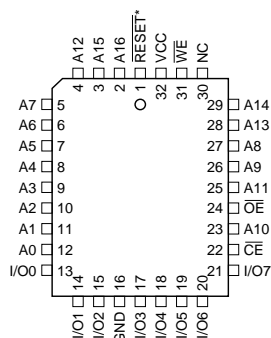 A12
A15
A16
RESET*
VCC
WE
NC
4
3
2
1
32
31
30
A7 5
A6 6
A5 7
A4 8
A3 9
A2 10
A1 11
A0 12
I/O0 13
29 A14
28 A13
27 A8
26 A9
25 A11
24 OE
23 A10
22 CE
21 I/O7
14
15
16
17
18
19
20
I/O1
I/O2
GND
I/O3
I/O4
I/O5
I/O6